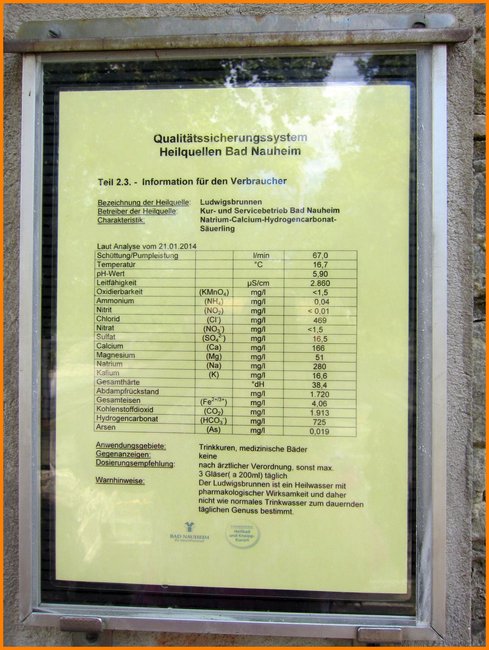 Qualitätssicherungssystem
Heilquellen Bad Nauheim
Teil 2.3. - Information für den Verbraucher
Bezeichnung der Heilquelle: Ludwigsbrunnen
Betreiber der Heilquelle: Kur- und Servicebetrieb Bad Nauheim
Charakteristik: Natrium-Calcium-Hydrogencarbonat-
Säuerling
Laut Analyse vom 21.01.2014
Schüttung/Pumpleistung l/min 67,0
Temperatur °C 16,7
pH-Wert 5,90
Leitfähigkeit µS/cm 2.860
Oxidierbarkeit (KMnO₄) mg/l <1,5
Ammonium (NH₄) mg/l 0,04
Nitrit (NO₂) mg/l < 0,01
Chlorid (Cl⁻) mg/l 469
Nitrat (NO₃⁻) mg/l <1,5
Sulfat (SO₄²⁻) mg/l 16,5
Calcium (Ca) mg/l 166
Magnesium (Mg) mg/l 51
Natrium (Na) mg/l 280
Kalium (K) mg/l 16,6
Gesamthärte °dH 38,4
Abdampfrückstand mg/l 1.720
Gesamteisen (Fe²⁺/³⁺) mg/l 4,06
Kohlenstoffdioxid (CO₂) mg/l 1.913
Hydrogencarbonat (HCO₃⁻) mg/l 725
Arsen (As) mg/l 0,019
Anwendungsgebiete: Trinkkuren, medizinische Bäder
Gegenanzeigen: keine
Dosierungsempfehlung: nach ärztlicher Verordnung, sonst max.
3 Gläser( a 200ml) täglich
Warnhinweise: Der Ludwigsbrunnen ist ein Heilwasser mit
pharmakologischer Wirksamkeit und daher
nicht wie normales Trinkwasser zum dauernden
täglichen Genuss bestimmt.
BAD NAUHEIM
Heilbad
und Kneipp-
Kurort